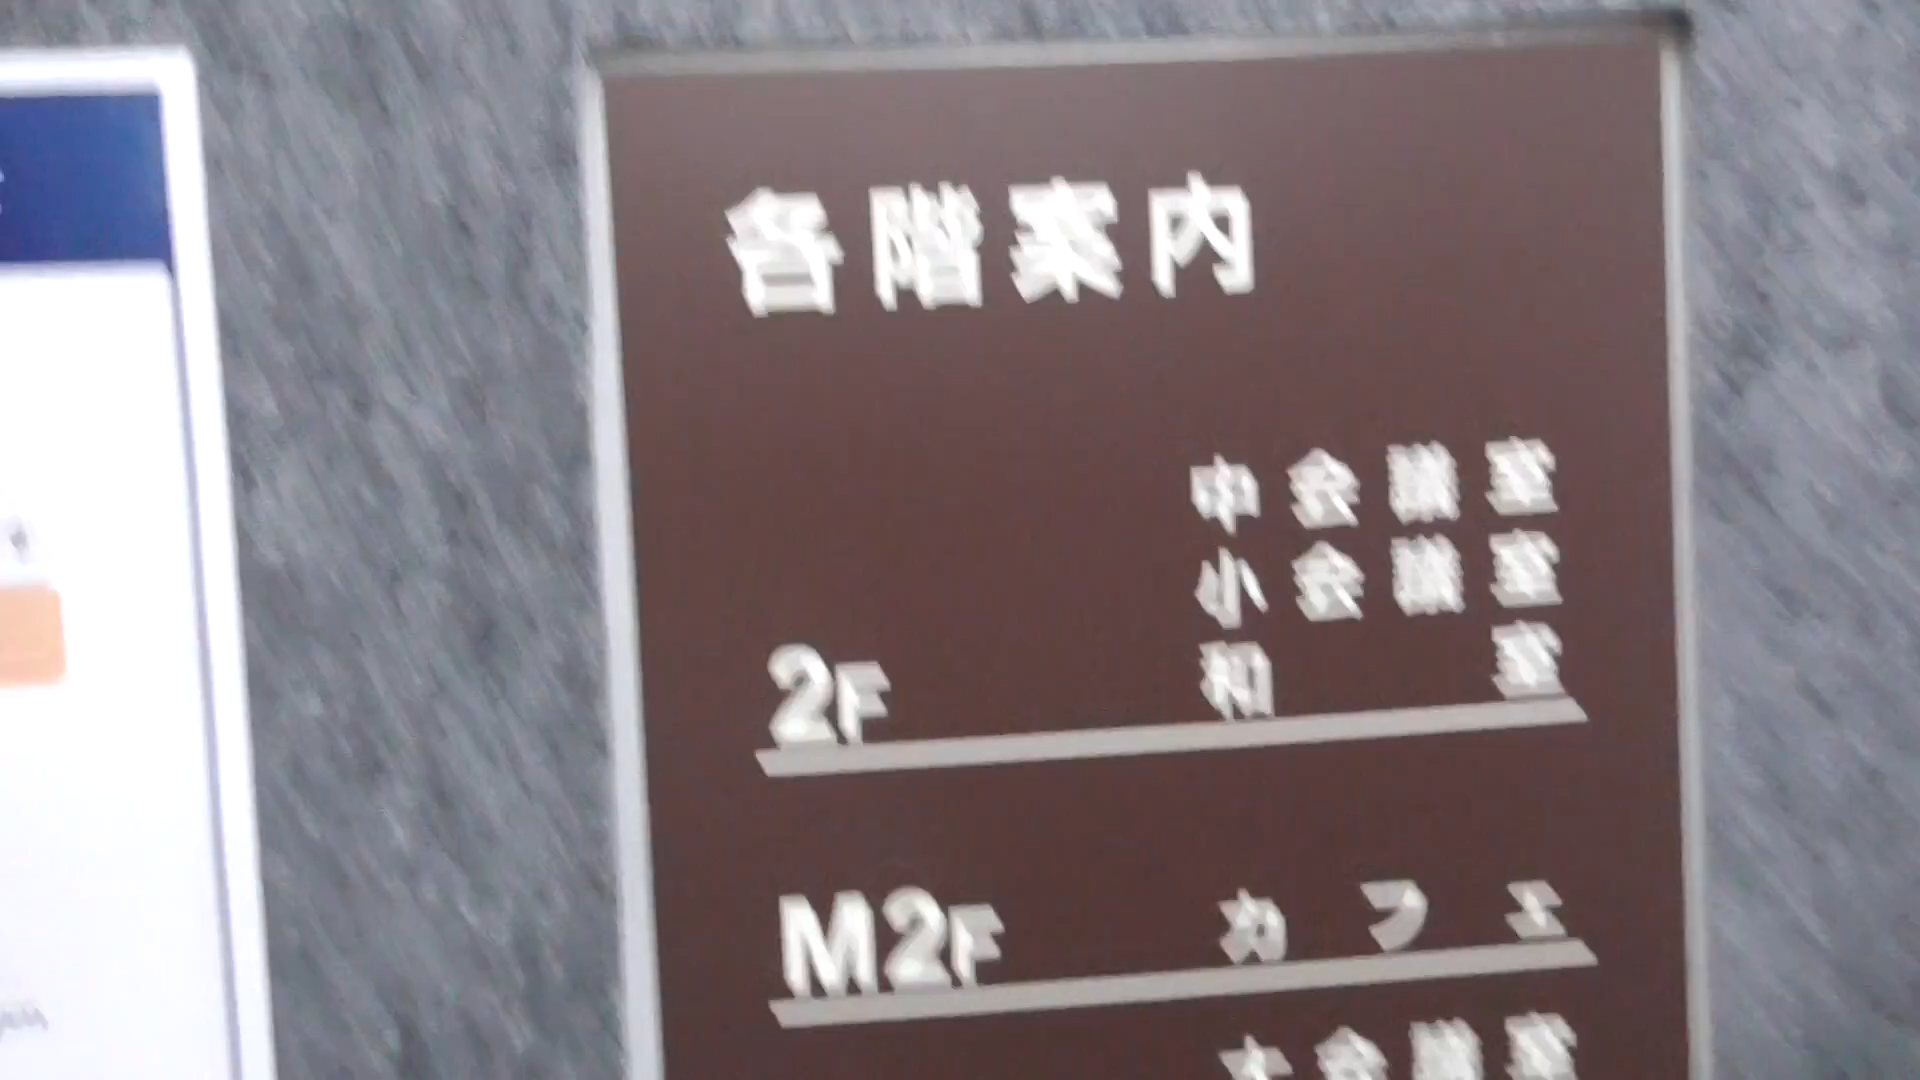 各階案内
中会議室
小会議室
2F 和室
M2F カフェ
大会議室